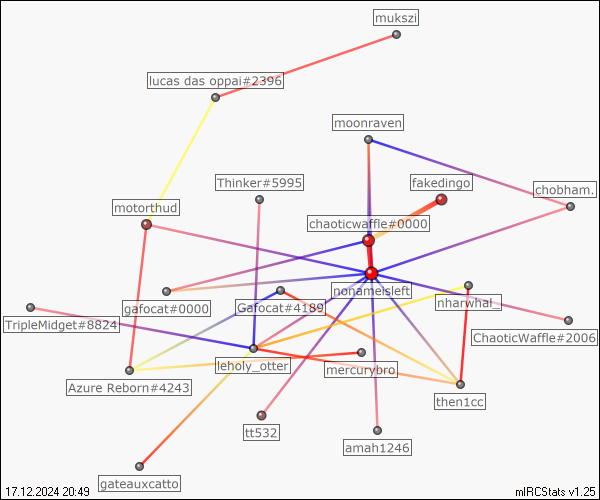 mukszi
lucas das oppai#2396
moonraven
Thinker#5995
fakedingo
_chobham.
motorthud
chaoticwaffle#0000
nonameisleft
nharwhal_
gafocat#0000
Gafocat#4189
TripleMidget#8824
ChaoticWaffle#2006
leholy_otter
mercurybro
Azure Reborn#4243
then1cc
tt532
amah1246
gateauxcatto
17.12.2024 20:49
mIRCStats v1.25